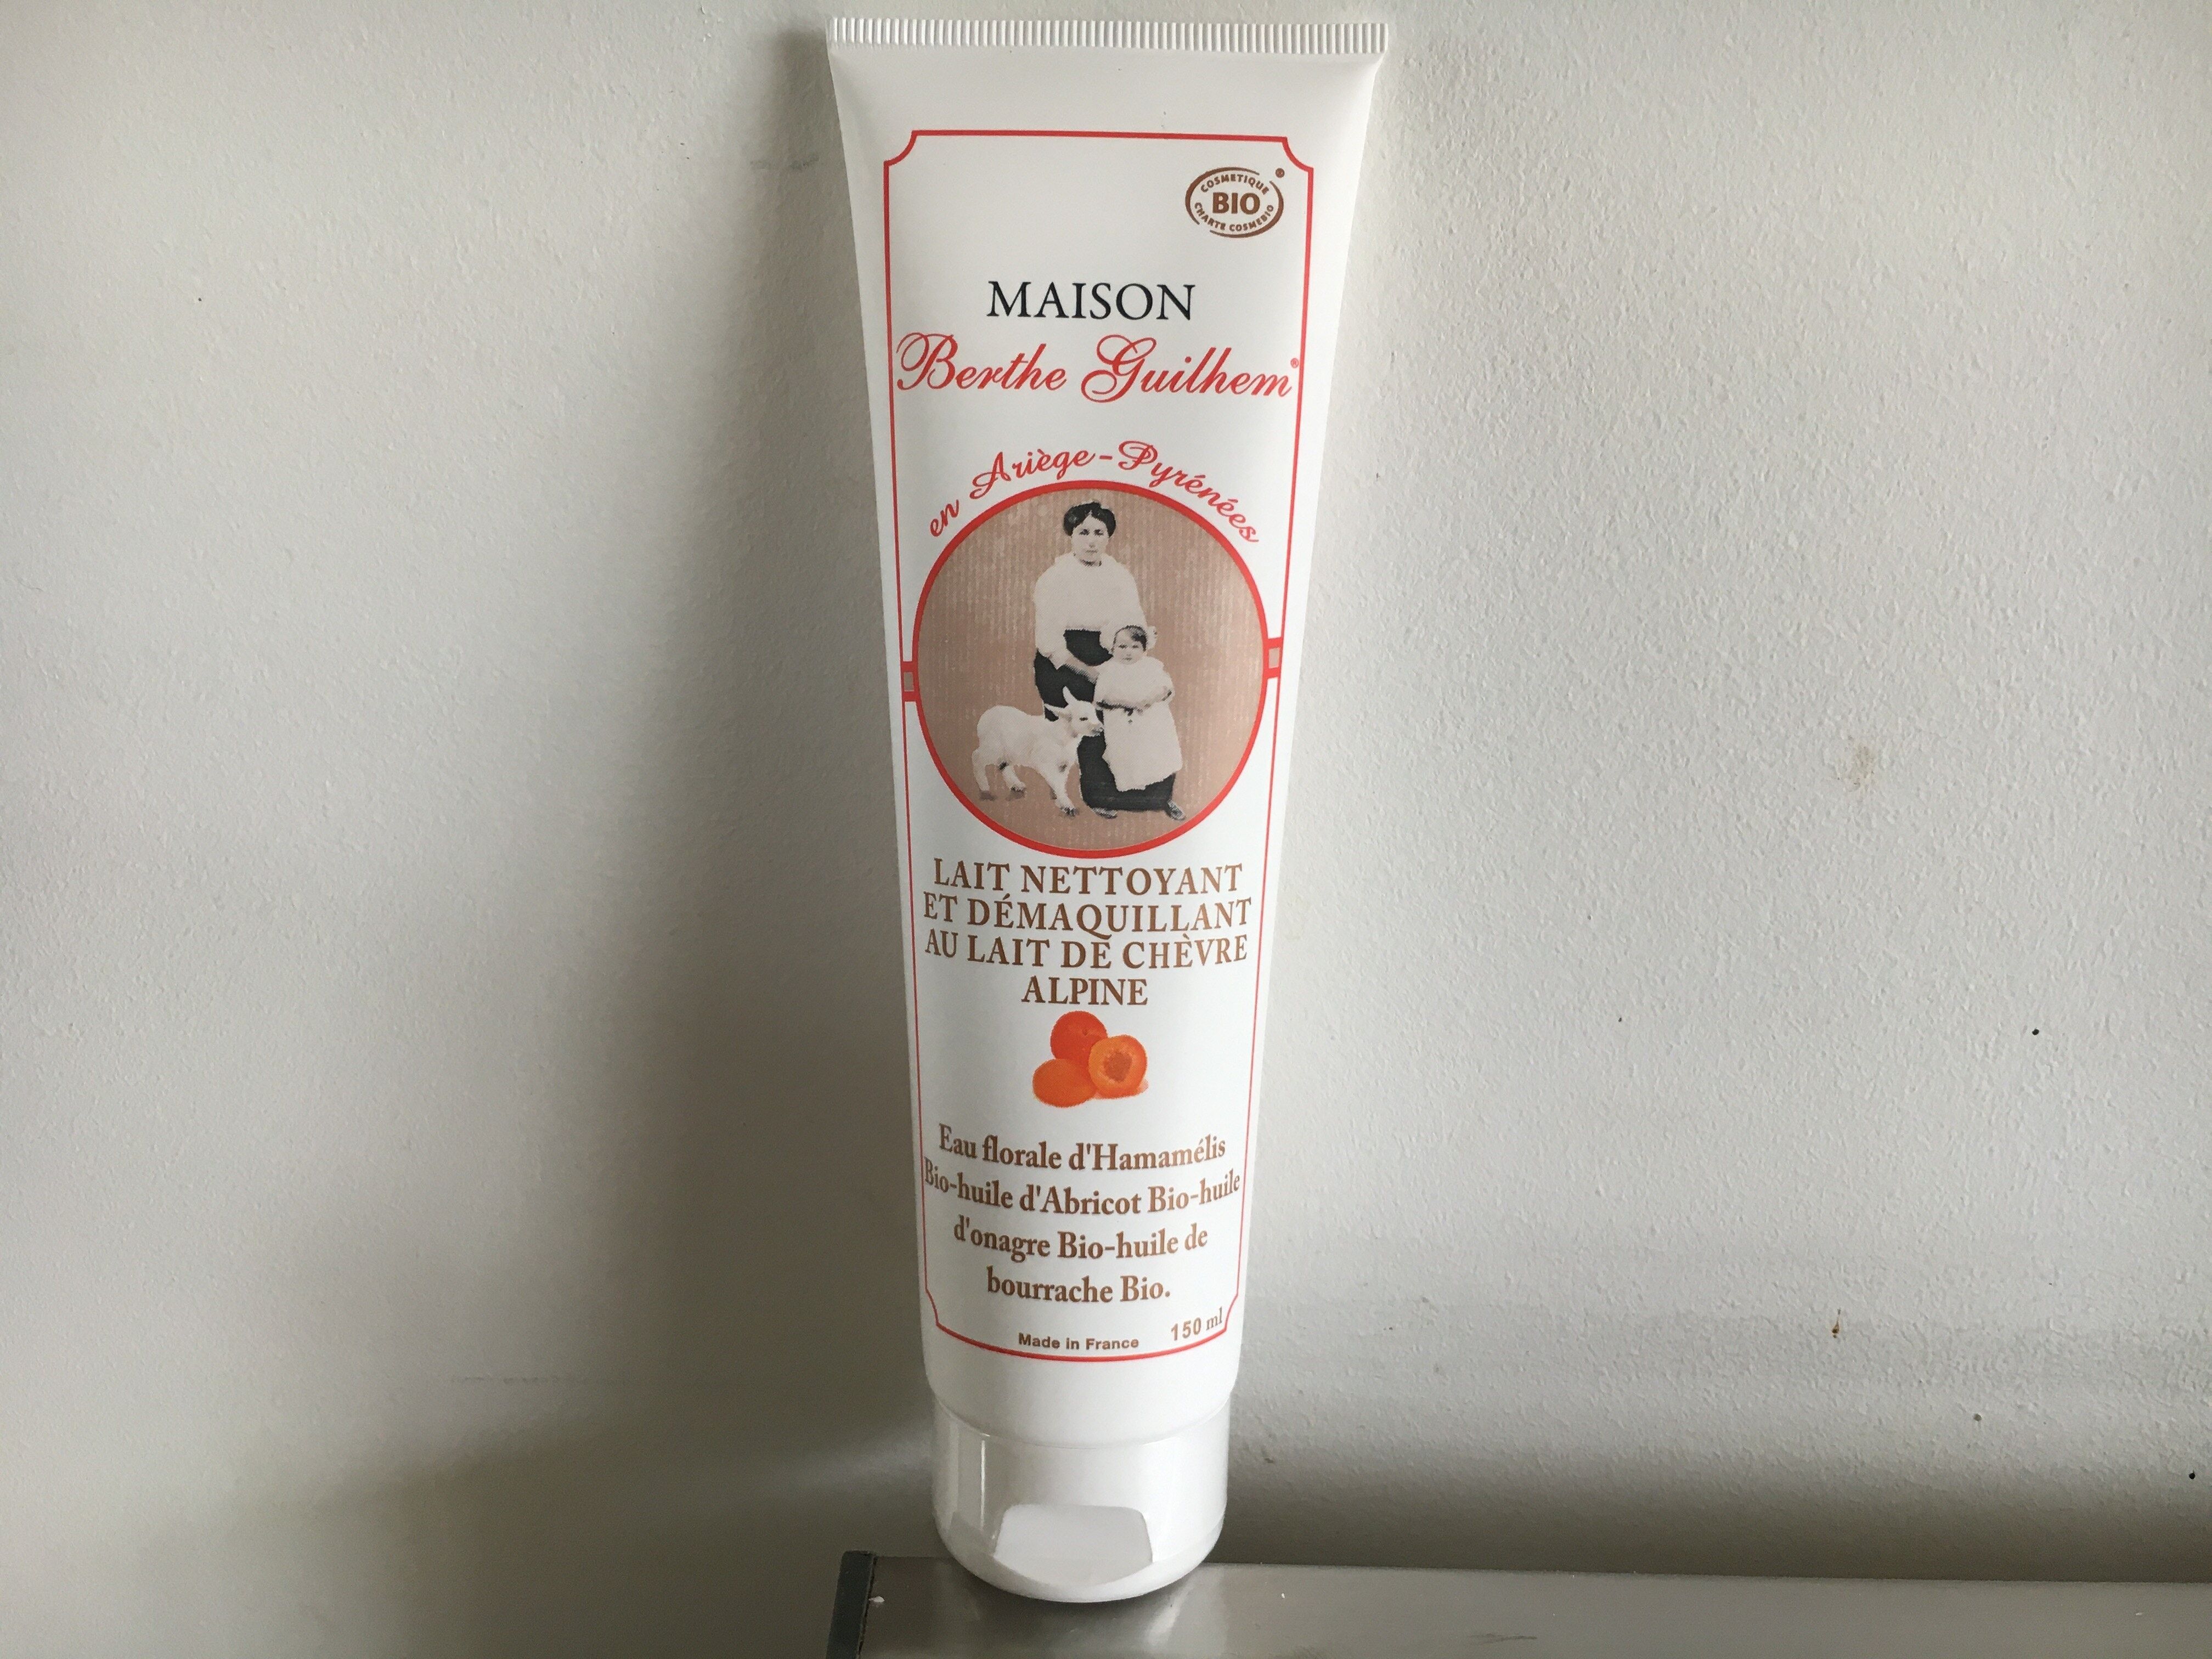 COSMETIQUE
BIO
CHARTE COSMEBIO
®
MAISON
Berthe Guilhem®
en Ariège-Pyrénées
LAIT NETTOYANT
ET DÉMAQUILLANT
AU LAIT DE CHÈVRE
ALPINE
Eau florale d'Hamamélis
Bio-huile d'Abricot Bio-huile
d'onagre Bio-huile de
bourrache Bio.
Made in France 150 ml